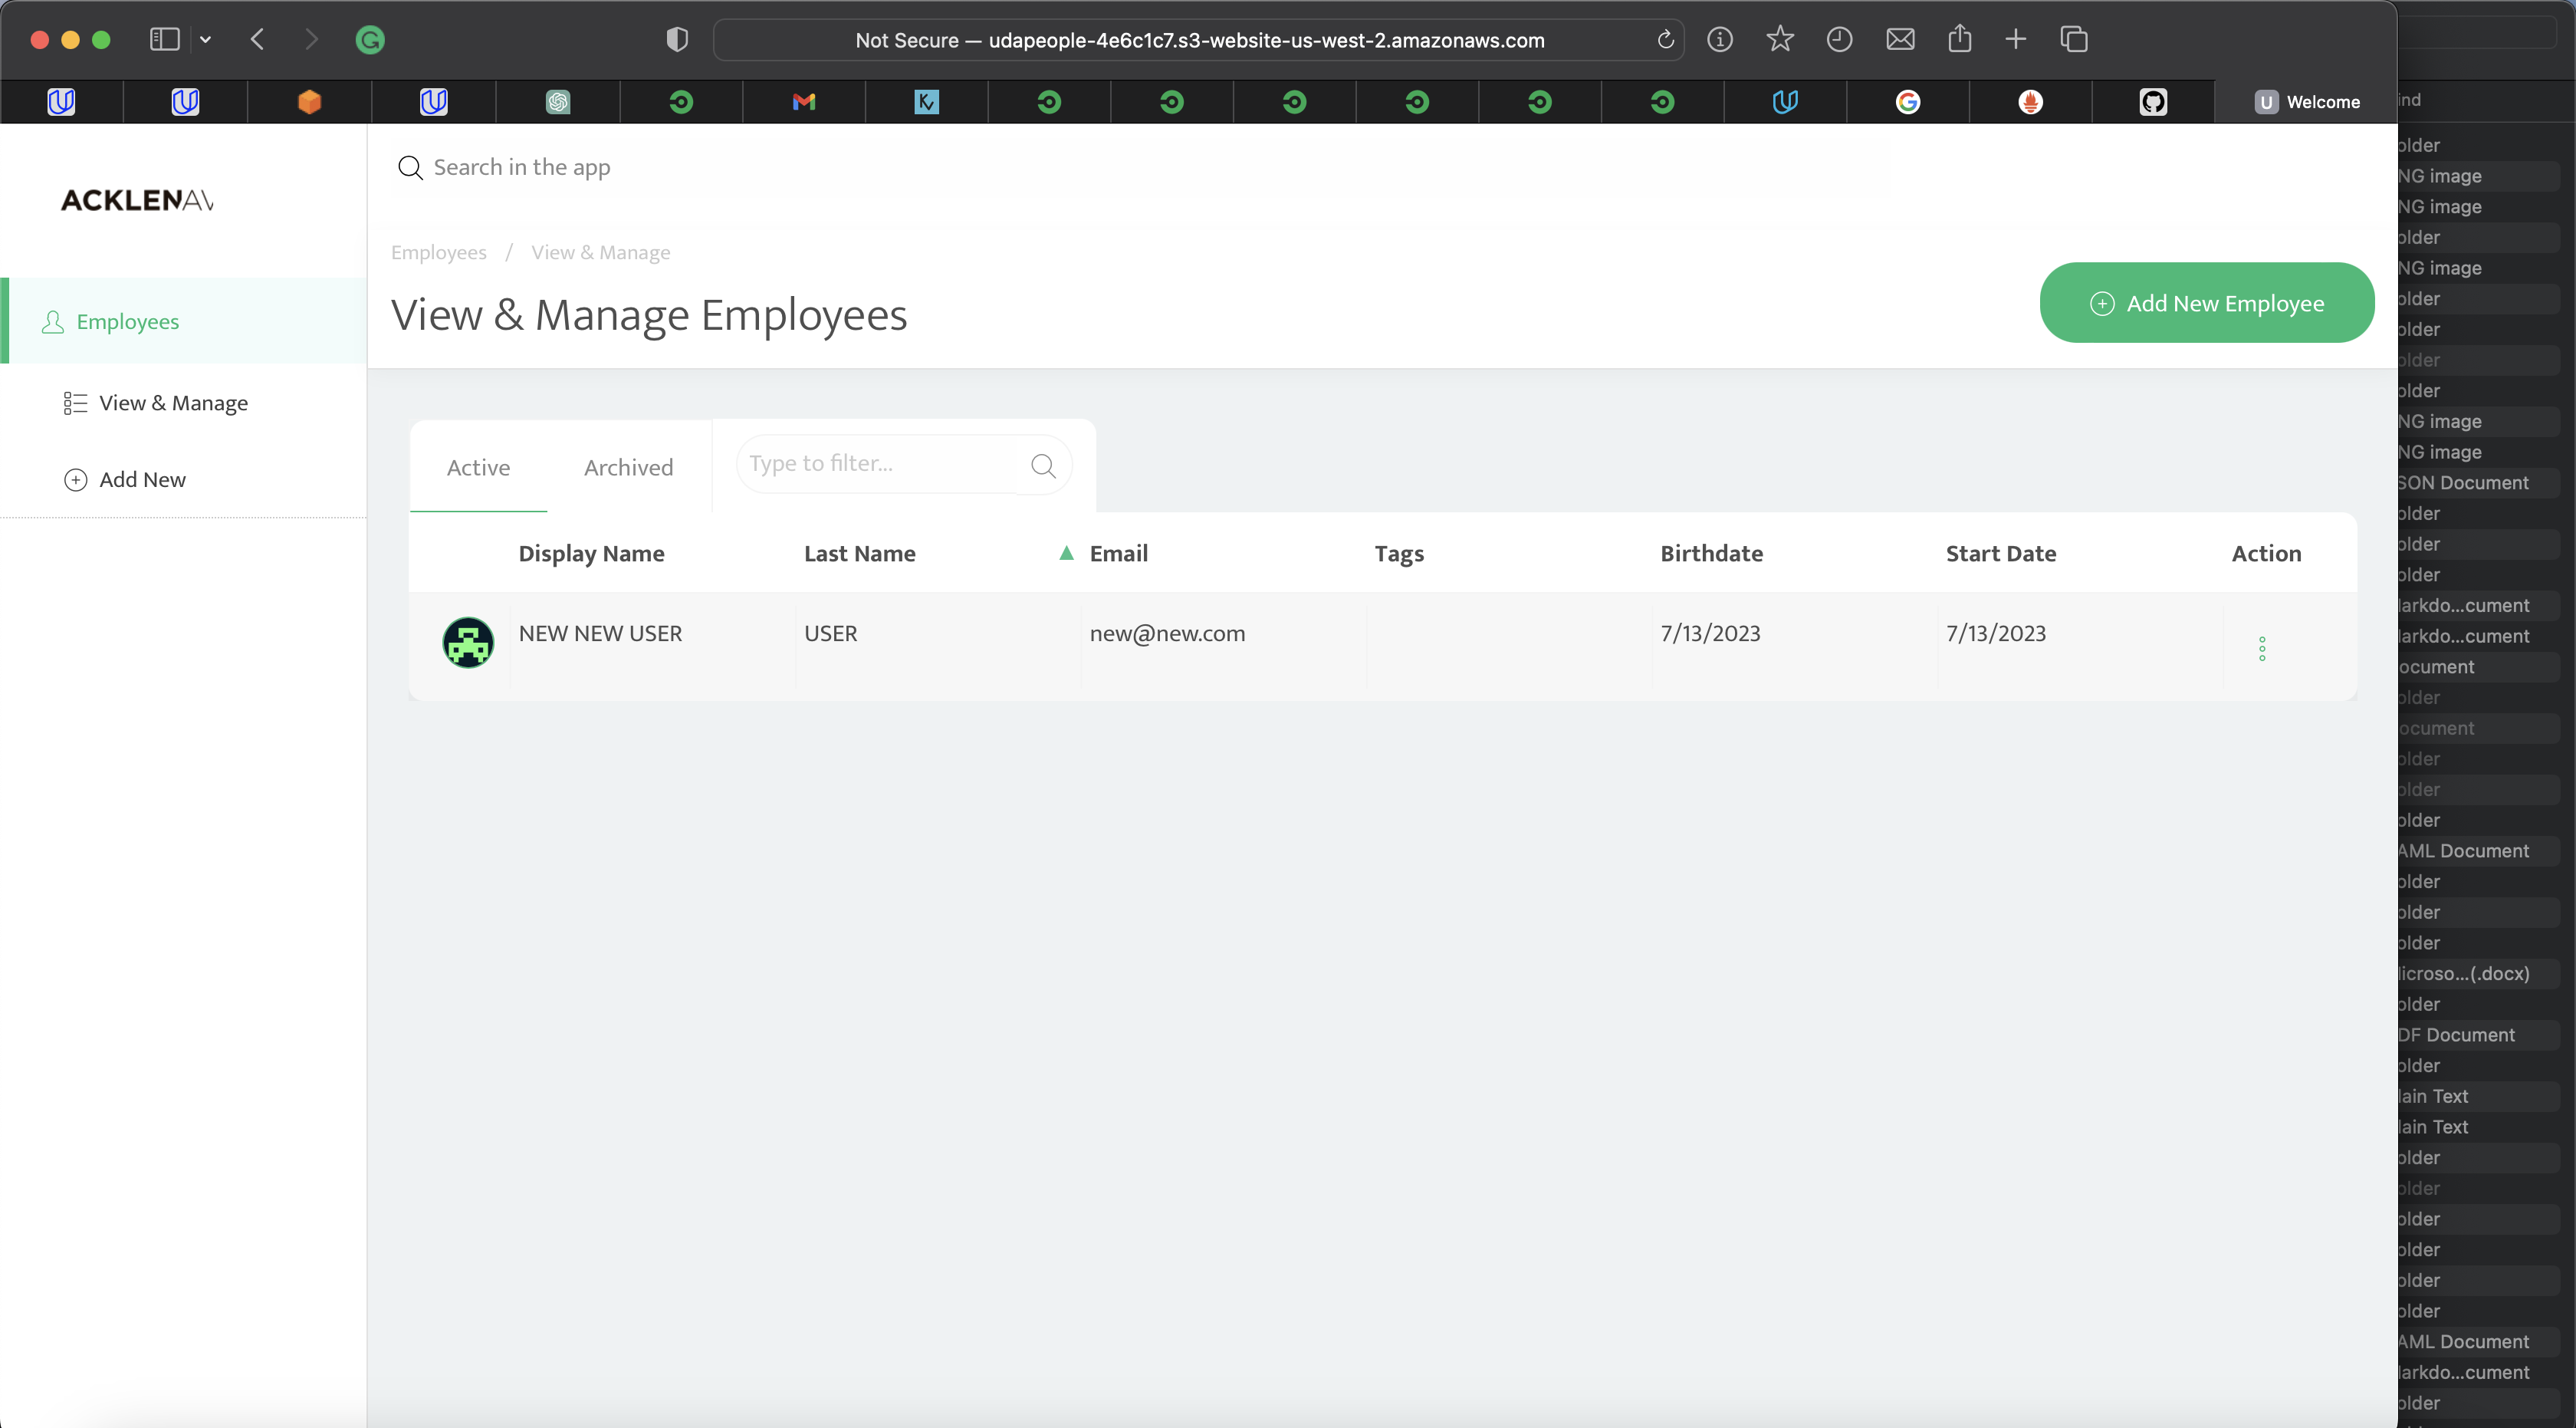 Not Secure — udapeople-4e6c1c7.s3-website-us-west-2.amazonaws.com
U Welcome
Search in the app
ACKLENAV
Employees / View & Manage
View & Manage Employees
Add New Employee
Employees
View & Manage
Add New
Active Archived Type to filter...
Display Name Last Name Email Tags Birthdate Start Date Action
NEW NEW USER USER new@new.com 7/13/2023 7/13/2023
ind
older
NG image
NG image
older
NG image
older
older
older
older
NG image
NG image
SON Document
older
older
older
larkdo...cument
larkdo...cument
ocument
older
ocument
older
older
older
AML Document
older
older
older
licroso...(.docx)
older
DF Document
older
lain Text
lain Text
older
older
older
older
older
older
AML Document
larkdo...cument
older